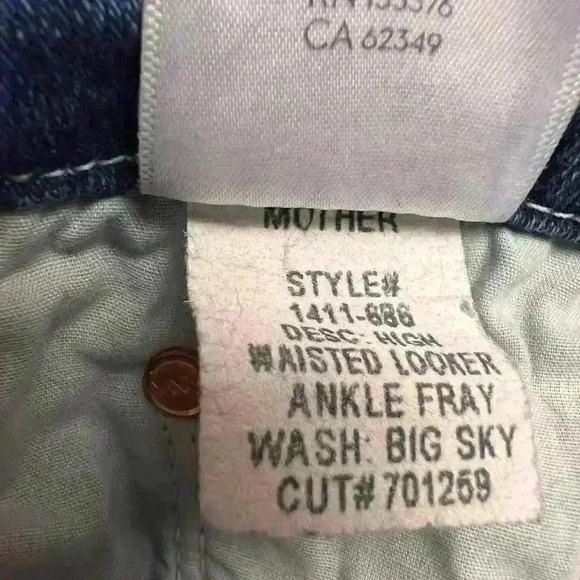 CA 62349
MOTHER
STYLE#
1411-686
DESC: HIGH
WAISTED LOOKER
ANKLE FRAY
WASH: BIG SKY
CUT# 701259